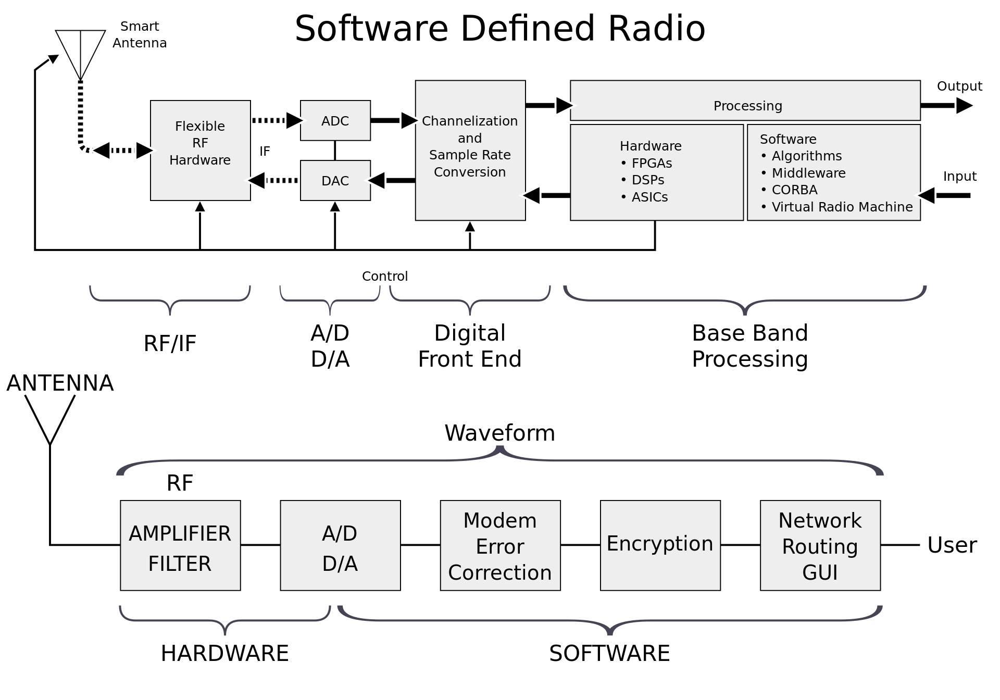 Software Defined Radio
Smart
Antenna
Flexible
RF
Hardware
IF
ADC
DAC
Channelization
and
Sample Rate
Conversion
Processing
Hardware
• FPGAs
• DSPs
• ASICs
Software
• Algorithms
• Middleware
• CORBA
• Virtual Radio Machine
Output
Input
Control
RF/IF
A/D
D/A
Digital
Front End
Base Band
Processing
ANTENNA
Waveform
RF
AMPLIFIER
FILTER
A/D
D/A
Modem
Error
Correction
Encryption
Network
Routing
GUI
User
HARDWARE
SOFTWARE